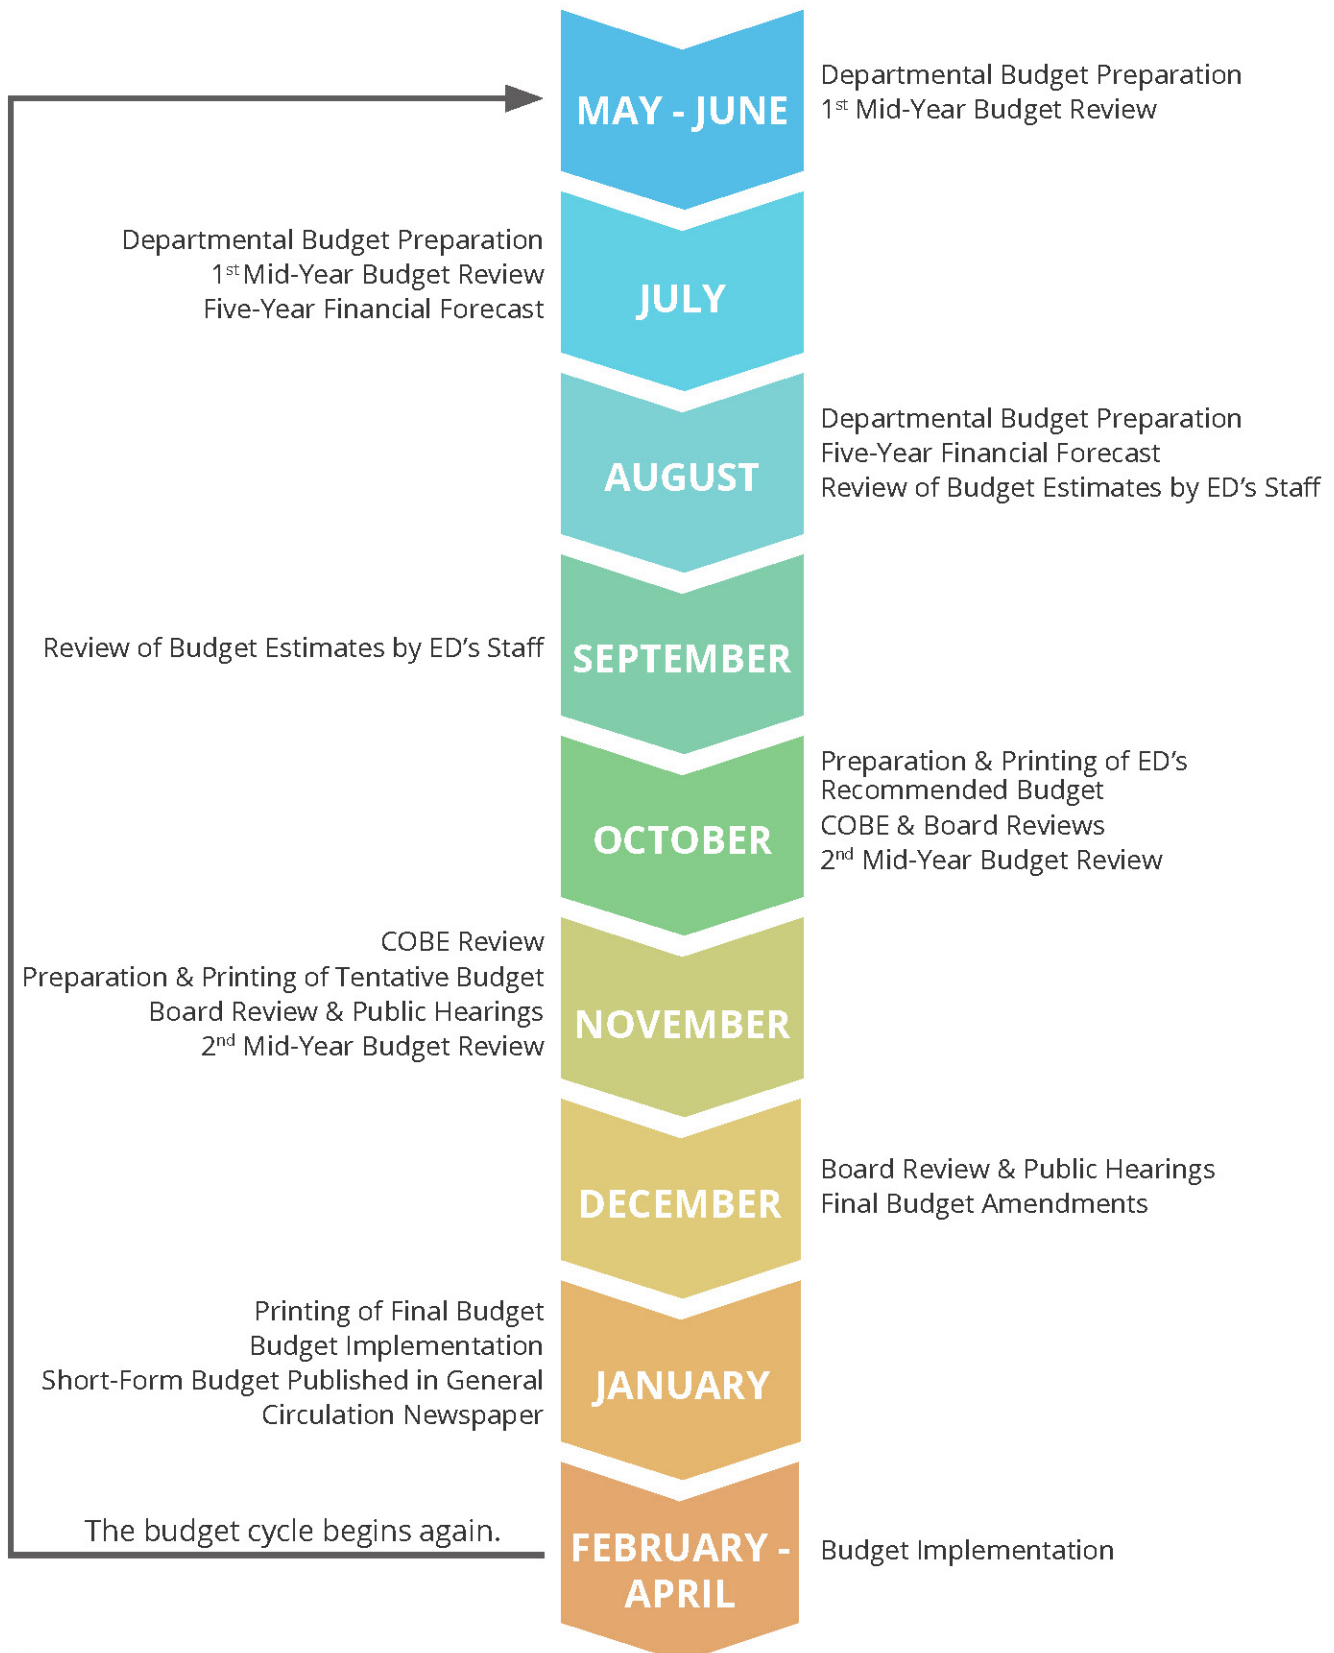 MAY - JUNE
Departmental Budget Preparation
1st Mid-Year Budget Review
Departmental Budget Preparation
1st Mid-Year Budget Review
Five-Year Financial Forecast
JULY
AUGUST
Departmental Budget Preparation
Five-Year Financial Forecast
Review of Budget Estimates by ED’s Staff
Review of Budget Estimates by ED’s Staff
SEPTEMBER
OCTOBER
Preparation & Printing of ED’s
Recommended Budget
COBE & Board Reviews
2nd Mid-Year Budget Review
COBE Review
Preparation & Printing of Tentative Budget
Board Review & Public Hearings
2nd Mid-Year Budget Review
NOVEMBER
DECEMBER
Board Review & Public Hearings
Final Budget Amendments
Printing of Final Budget
Budget Implementation
Short-Form Budget Published in General
Circulation Newspaper
JANUARY
The budget cycle begins again.
FEBRUARY -
APRIL
Budget Implementation